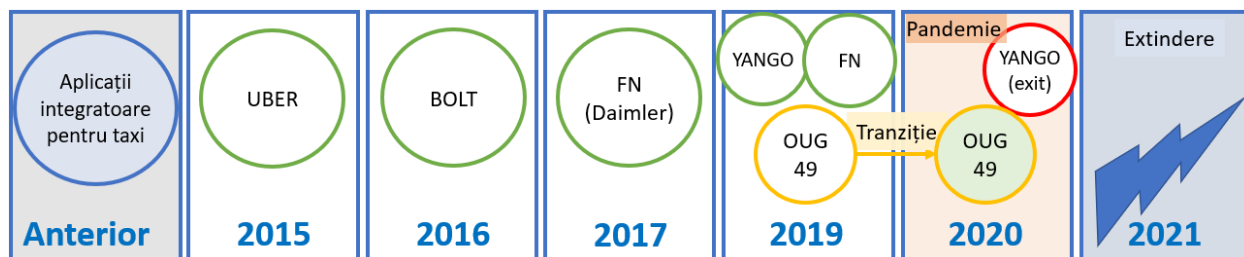 Aplicații
integratoare
pentru taxi
Anterior
UBER
2015
BOLT
2016
FN
(Daimler)
2017
YANGO
FN
OUG
49
2019
Tranziție
Pandemie
YANGO
(exit)
OUG
49
2020
Extindere
2021